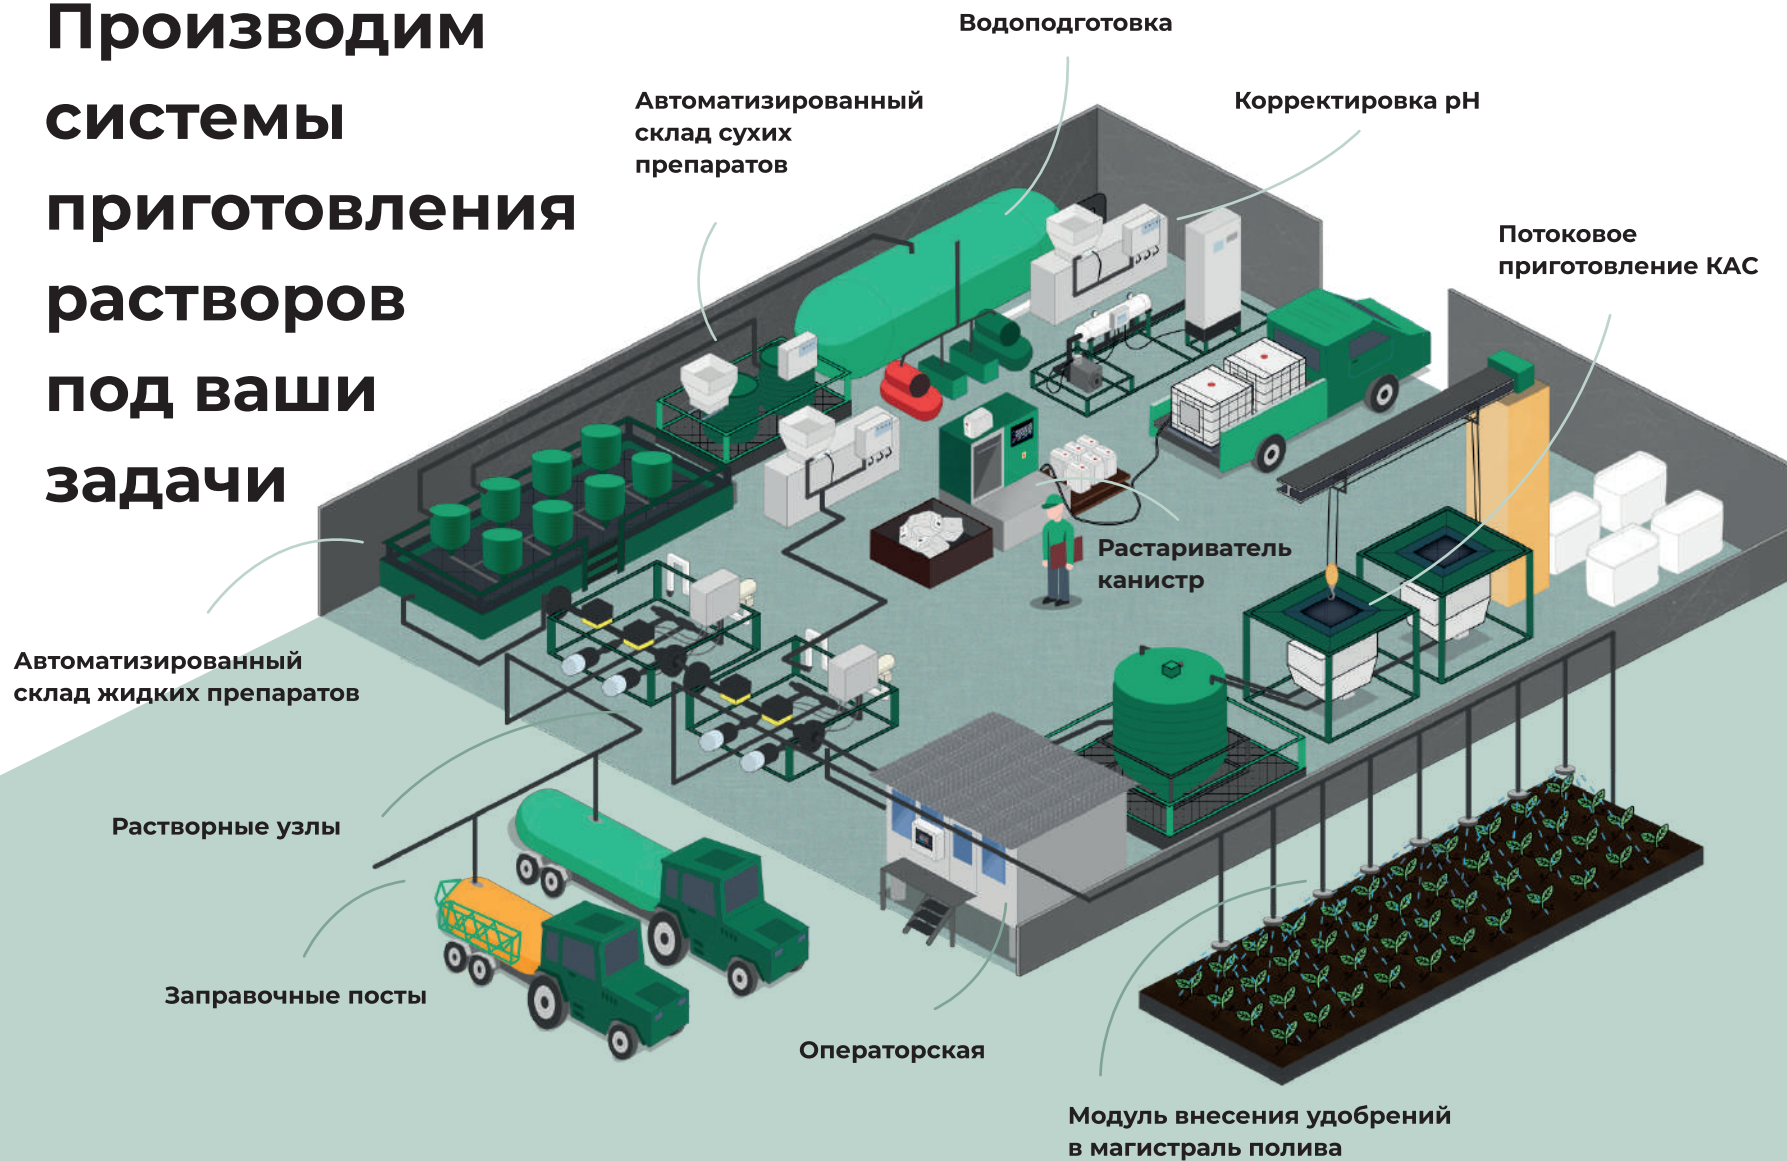 Производим
системы
приготовления
растворов
под ваши
задачи
Водоподготовка
Автоматизированный
склад сухих
препаратов
Корректировка pH
Потоковое
приготовление КАС
Растариватель
канистр
Автоматизированный
склад жидких препаратов
Растворные узлы
Заправочные посты
Операторская
Модуль внесения удобрений
в магистраль полива